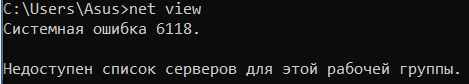 C:\Users\Asus>net view
Системная ошибка 6118.
Недоступен список серверов для этой рабочей группы.